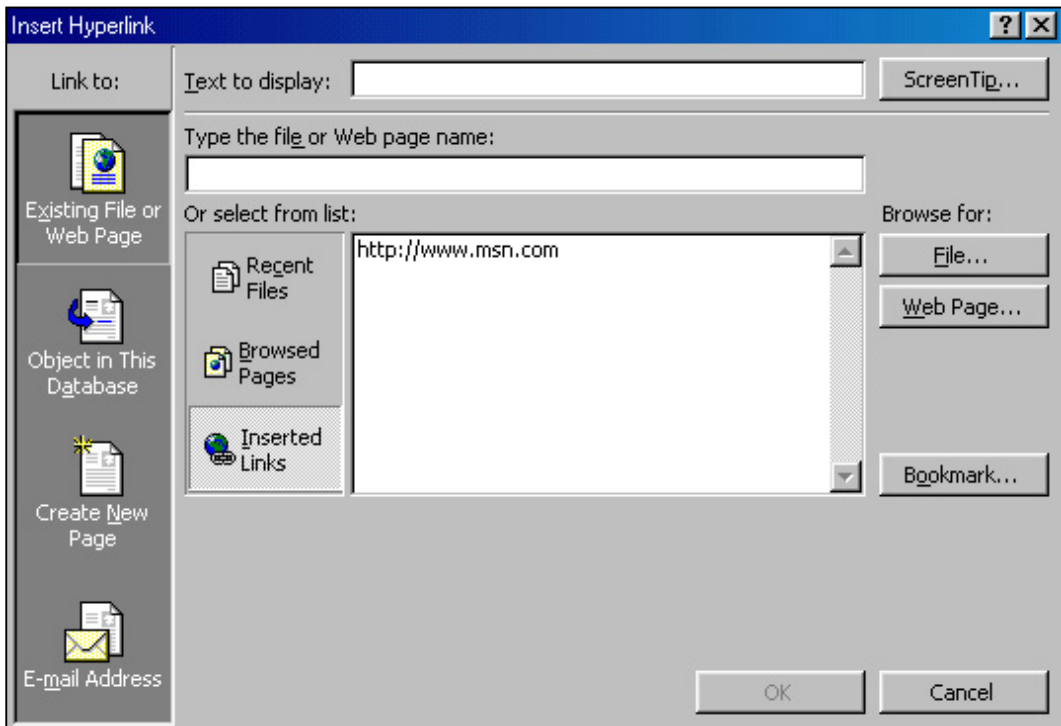 Insert Hyperlink
Link to:
Text to display:
ScreenTip...
Existing File or
Web Page
Type the file or Web page name:
Or select from list:
Browse for:
Recent
Files
http://www.msn.com
File...
Web Page...
Object in This
Database
Browsed
Pages
Inserted
Links
Bookmark...
Create New
Page
E-mail Address
OK
Cancel